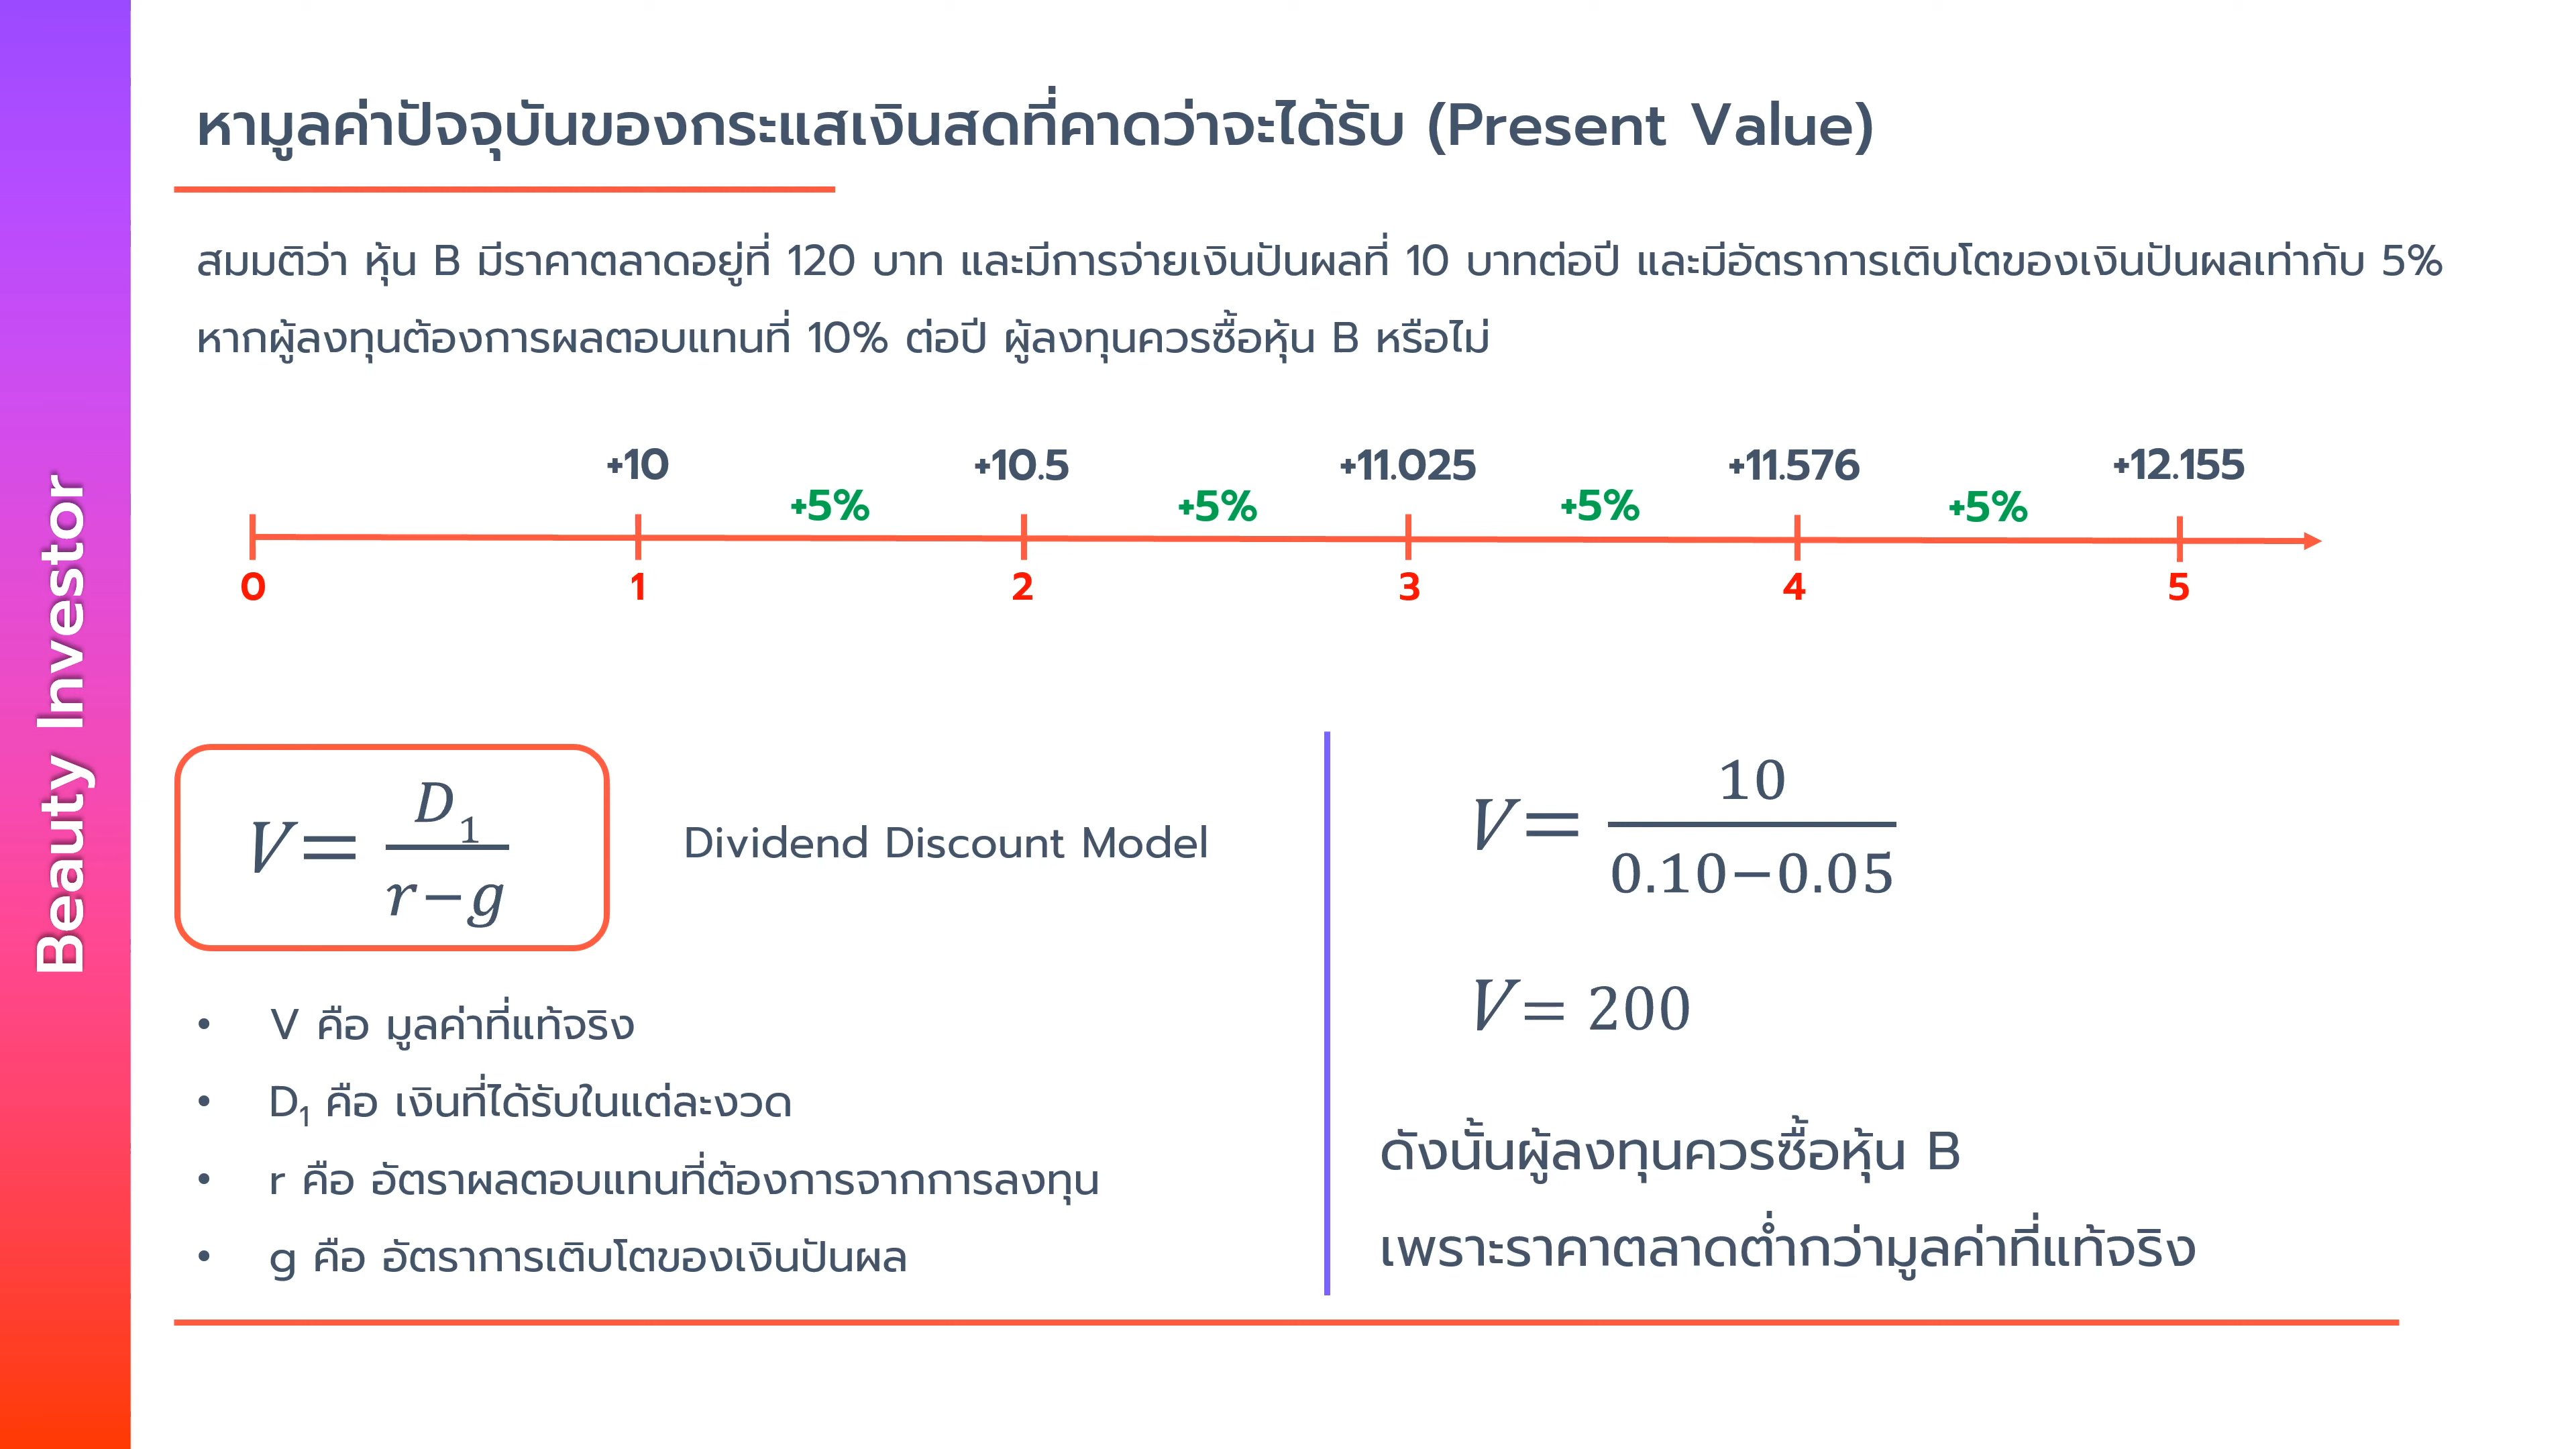 Beauty Investor
หามูลค่าปัจจุบันของกระแสเงินสดที่คาดว่าจะได้รับ (Present Value)
สมมติว่า หุ้น B มีราคาตลาดอยู่ที่ 120 บาท และมีการจ่ายเงินปันผลที่ 10 บาทต่อปี และมีอัตราการเติบโตของเงินปันผลเท่ากับ 5%
หากผู้ลงทุนต้องการผลตอบแทนที่ 10% ต่อปี ผู้ลงทุนควรซื้อหุ้น B หรือไม่
+10 +10.5 +11.025 +11.576 +12.155
+5% +5% +5% +5%
0 1 2 3 4 5
V = D₁ / (r−g)
Dividend Discount Model
• V คือ มูลค่าที่แท้จริง
• D₁ คือ เงินที่ได้รับในแต่ละงวด
• r คือ อัตราผลตอบแทนที่ต้องการจากการลงทุน
• g คือ อัตราการเติบโตของเงินปันผล
V = 10 / (0.10−0.05)
V = 200
ดังนั้นผู้ลงทุนควรซื้อหุ้น B
เพราะราคาตลาดต่ำกว่ามูลค่าที่แท้จริง